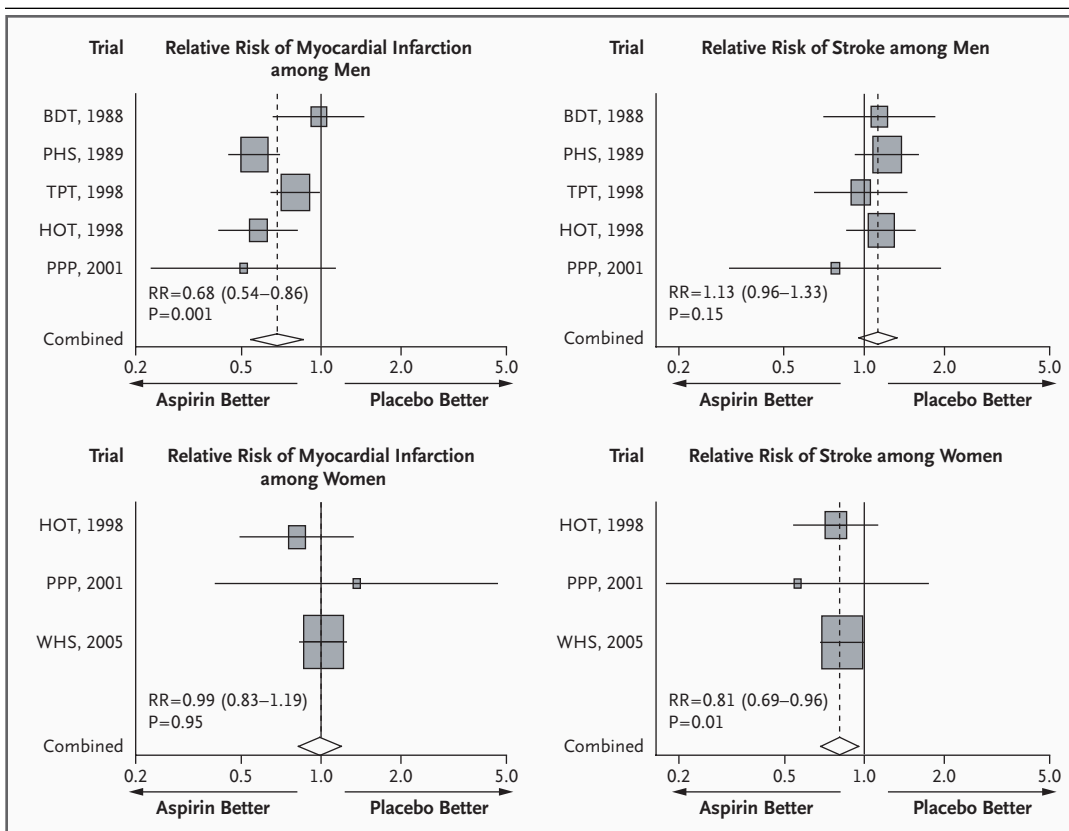 Trial
Relative Risk of Myocardial Infarction
among Men
BDT, 1988
PHS, 1989
TPT, 1998
HOT, 1998
PPP, 2001
RR=0.68 (0.54–0.86)
P=0.001
Combined
0.2 0.5 1.0 2.0 5.0
Aspirin Better Placebo Better
Trial
Relative Risk of Stroke among Men
BDT, 1988
PHS, 1989
TPT, 1998
HOT, 1998
PPP, 2001
RR=1.13 (0.96–1.33)
P=0.15
Combined
0.2 0.5 1.0 2.0 5.0
Aspirin Better Placebo Better
Trial
Relative Risk of Myocardial Infarction
among Women
HOT, 1998
PPP, 2001
WHS, 2005
RR=0.99 (0.83–1.19)
P=0.95
Combined
0.2 0.5 1.0 2.0 5.0
Aspirin Better Placebo Better
Trial
Relative Risk of Stroke among Women
HOT, 1998
PPP, 2001
WHS, 2005
RR=0.81 (0.69–0.96)
P=0.01
Combined
0.2 0.5 1.0 2.0 5.0
Aspirin Better Placebo Better